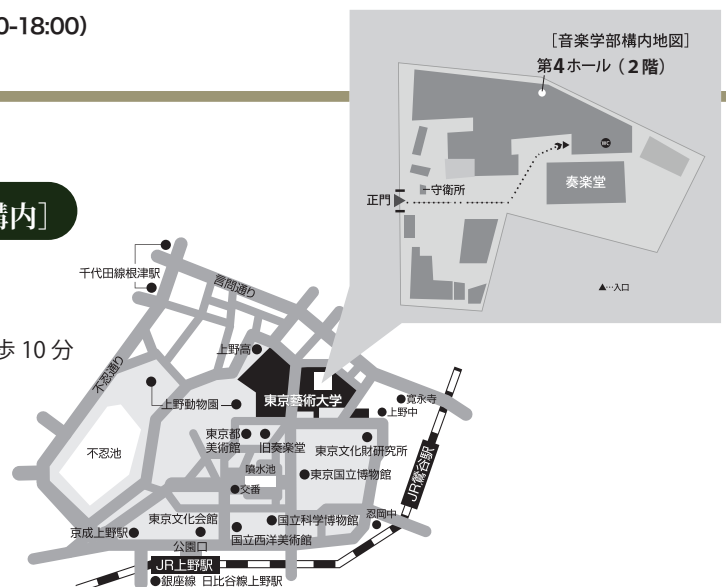 0-18:00)
［音楽学部構内地図］
第4ホール（2階）
WC
奏楽堂
守衛所
正門
▲…入口
構内］
歩 10 分
千代田線根津駅
言問通り
不忍通り
上野高
上野動物園
東京藝術大学
寛永寺
上野中
東京都
美術館
旧奏楽堂
東京文化財研究所
不忍池
噴水池
東京国立博物館
交番
JR鶯谷駅
東京文化会館
国立科学博物館
忍岡中
京成上野駅
国立西洋美術館
公園口
JR上野駅
銀座線 日比谷線上野駅